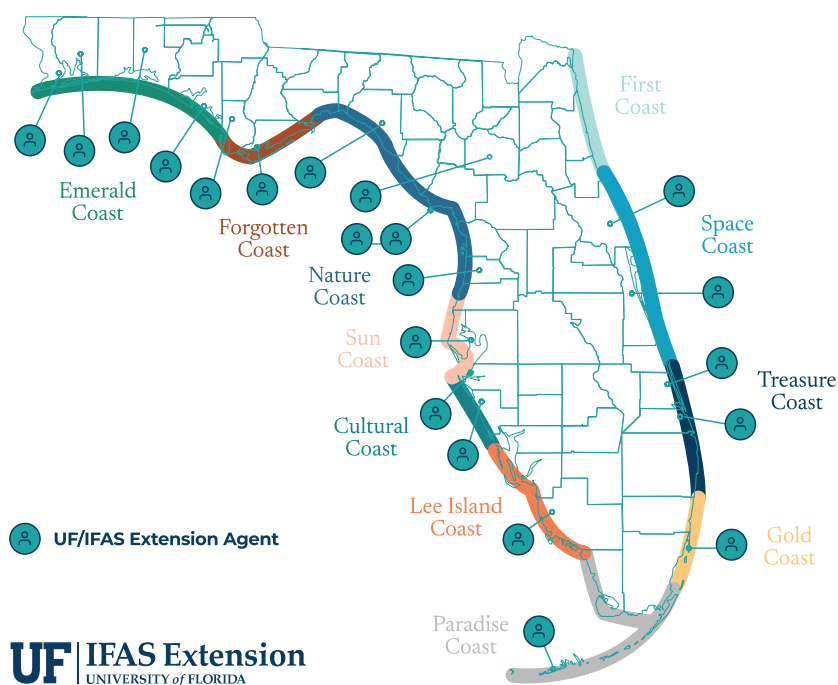 First
Coast
Emerald
Coast
Forgotten
Coast
Space
Coast
Nature
Coast
Sun
Coast
Treasure
Coast
Cultural
Coast
Lee Island
Coast
UF/IFAS Extension Agent
Gold
Coast
Paradise
Coast
UF IFAS Extension
UNIVERSITY of FLORIDA